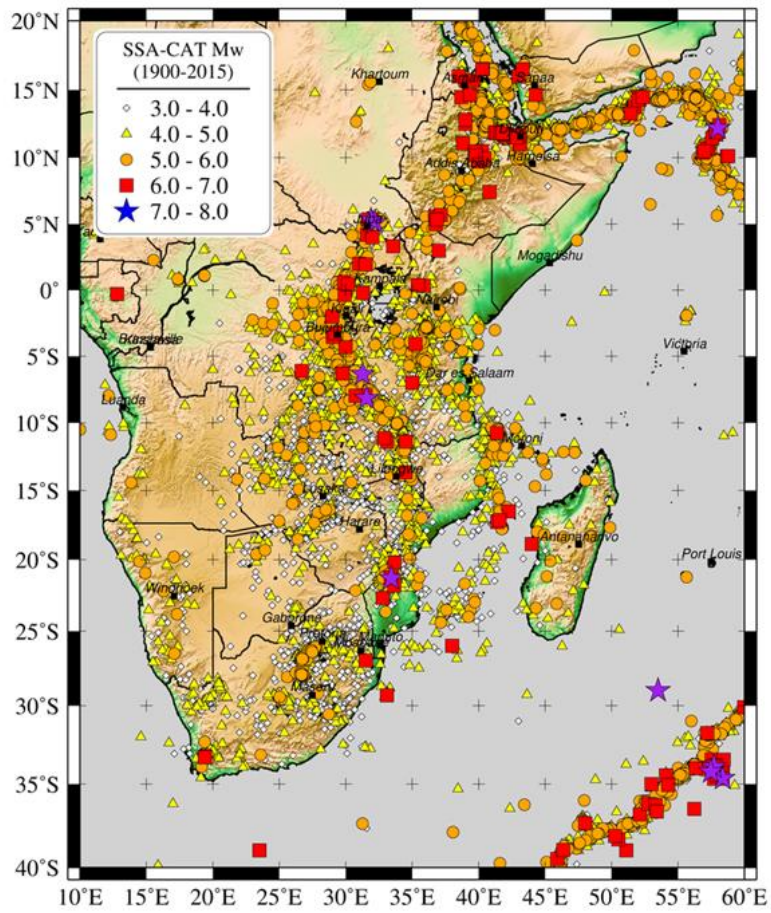 20°N
15°N
10°N
5°N
0°
5°S
10°S
15°S
20°S
25°S
30°S
35°S
40°S
SSA-CAT Mw
(1900-2015)
3.0 - 4.0
4.0 - 5.0
5.0 - 6.0
6.0 - 7.0
7.0 - 8.0
Khartoum
Sanaa
Addis Ababa
Hargeisa
Mogadishu
Kampala
Nairobi
Bujumbura
Victoria
Dar es Salaam
Luanda
Moroni
Lilongwe
Harare
Antananarivo
Port Louis
Windhoek
Gaborone
Pretoria
Maputo
10°E 15°E 20°E 25°E 30°E 35°E 40°E 45°E 50°E 55°E 60°E